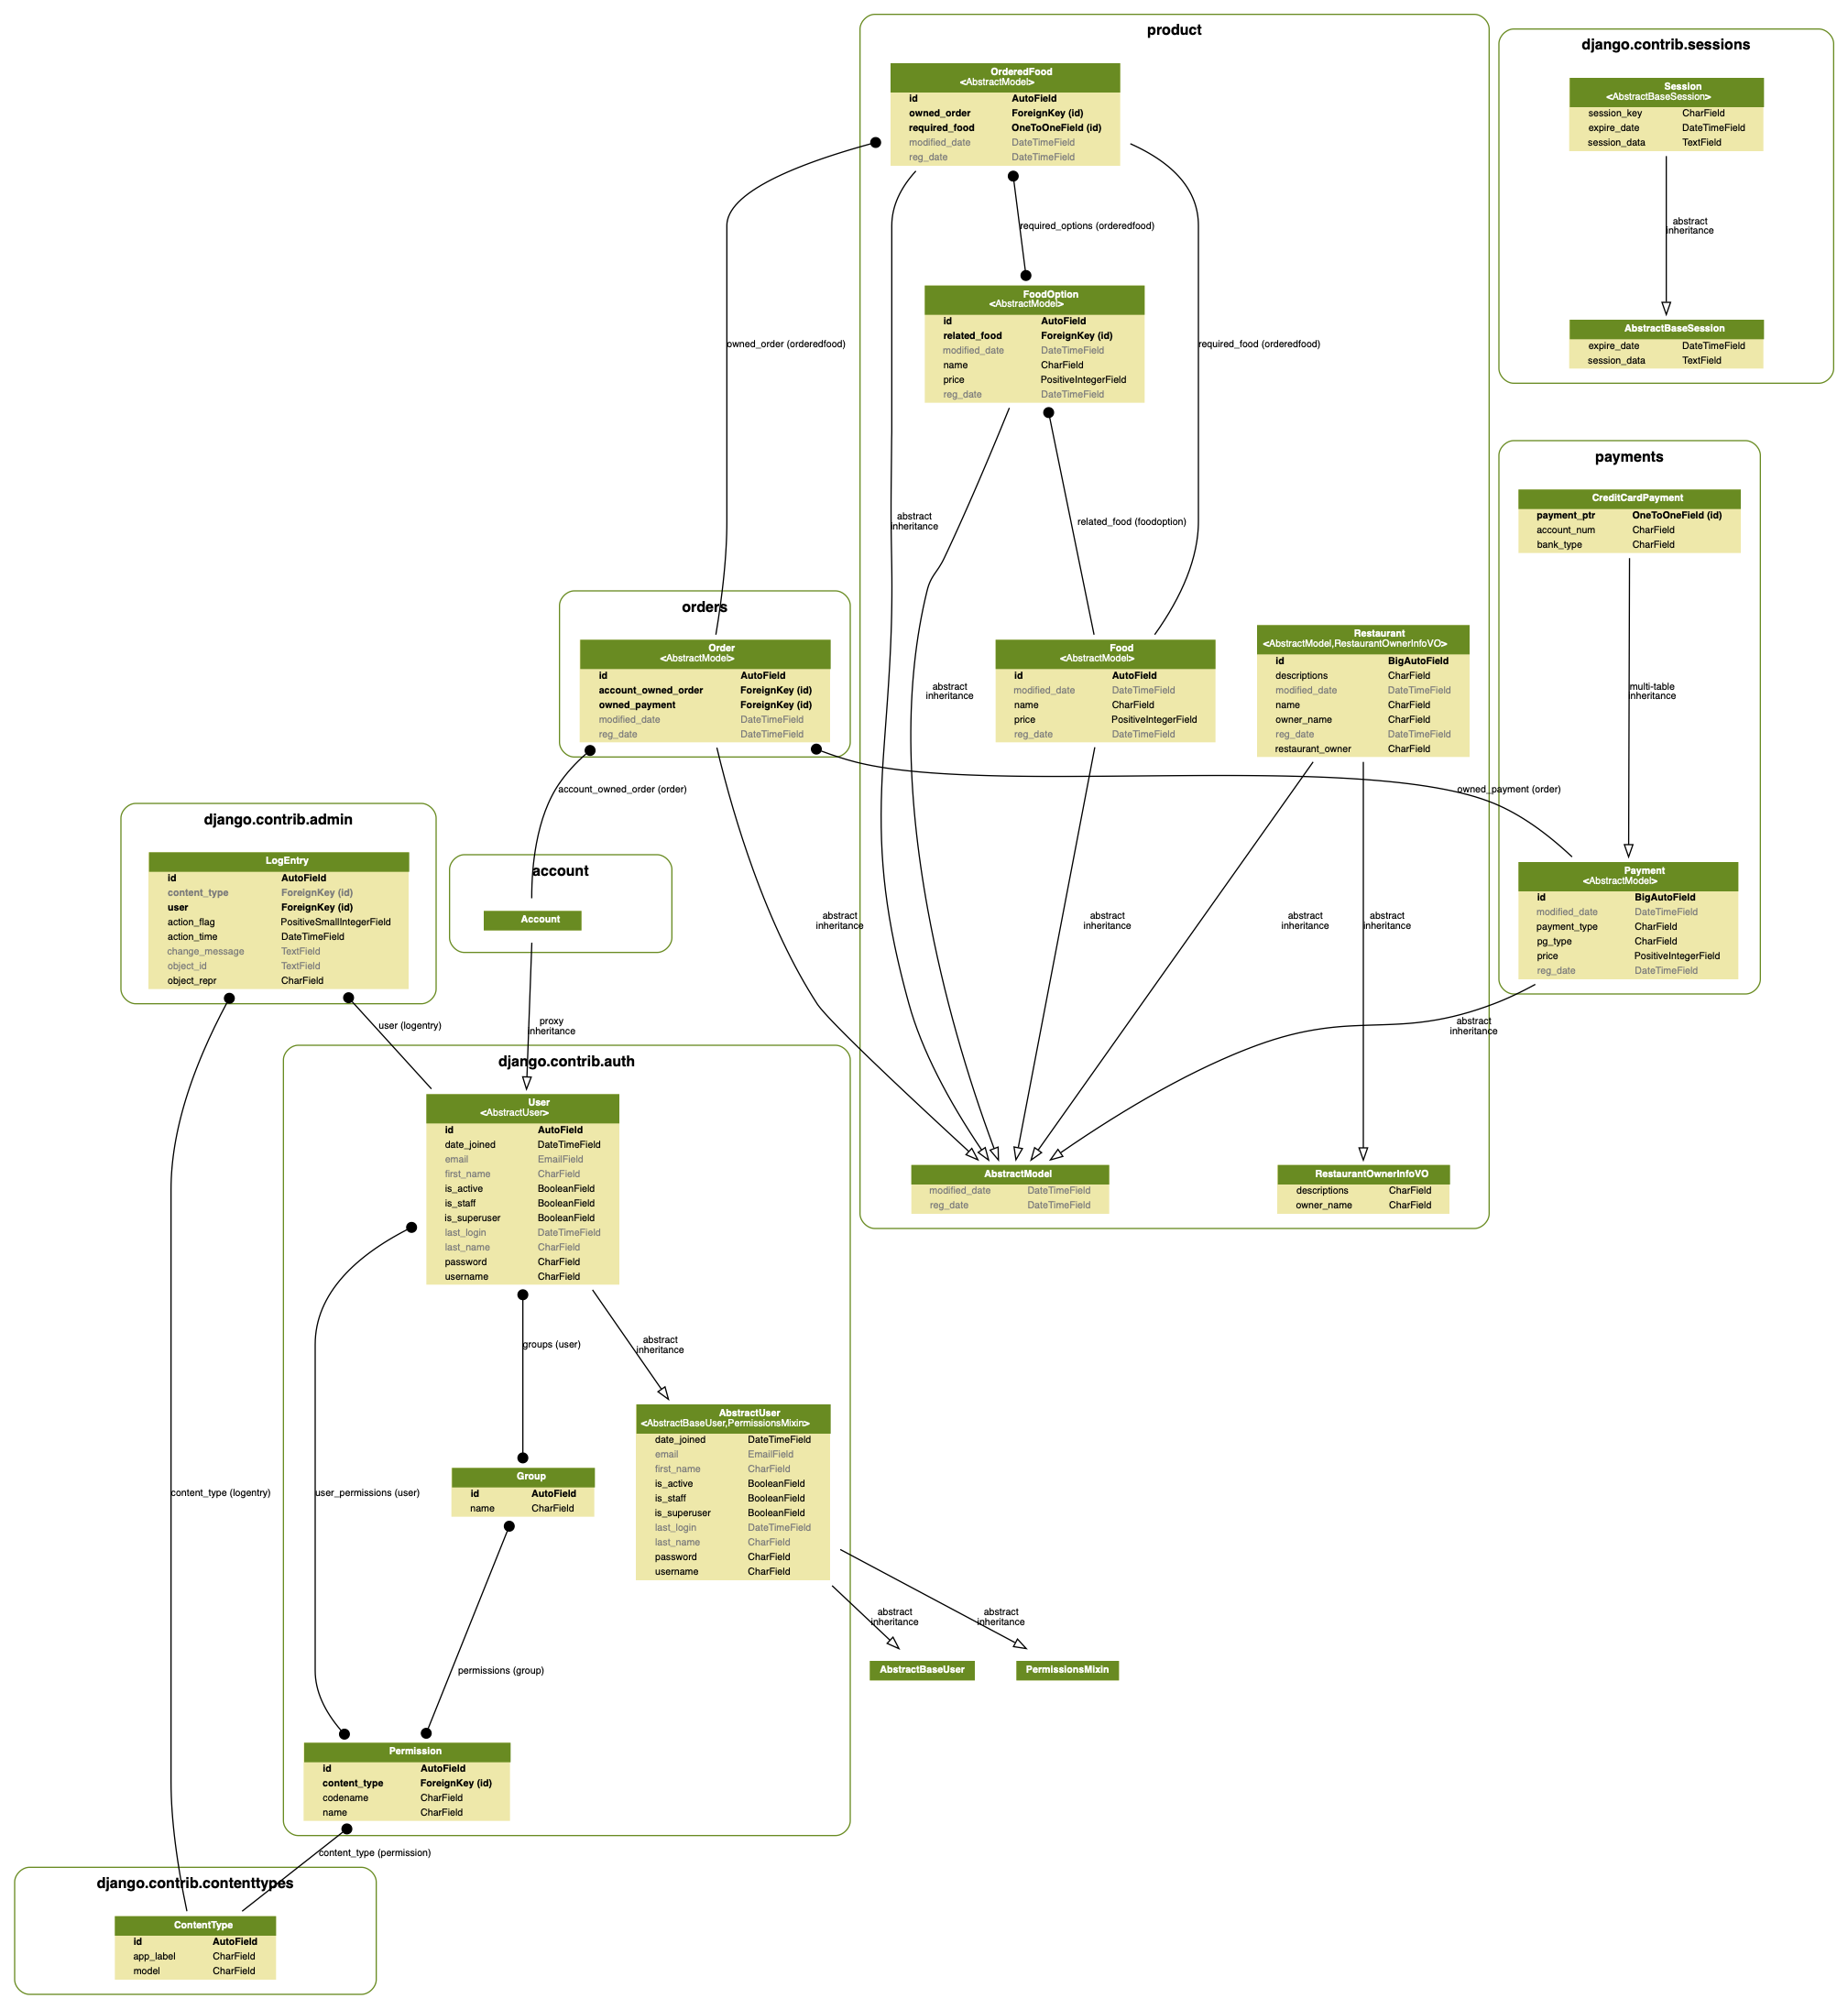 product
OrderedFood
<AbstractModel>
id AutoField
owned_order ForeignKey (id)
required_food OneToOneField (id)
modified_date DateTimeField
reg_date DateTimeField
required_options (orderedfood)
FoodOption
<AbstractModel>
id AutoField
related_food ForeignKey (id)
modified_date DateTimeField
name CharField
price PositiveIntegerField
reg_date DateTimeField
owned_order (orderedfood)
required_food (orderedfood)
abstract
inheritance
related_food (foodoption)
abstract
inheritance
Food
<AbstractModel>
id AutoField
modified_date DateTimeField
name CharField
price PositiveIntegerField
reg_date DateTimeField
Restaurant
<AbstractModel,RestaurantOwnerInfoVO>
id BigAutoField
descriptions CharField
modified_date DateTimeField
name CharField
owner_name CharField
reg_date DateTimeField
restaurant_owner CharField
abstract
inheritance
abstract
inheritance
abstract
inheritance
abstract
inheritance
AbstractModel
modified_date DateTimeField
reg_date DateTimeField
RestaurantOwnerInfoVO
descriptions CharField
owner_name CharField
django.contrib.sessions
Session
<AbstractBaseSession>
session_key CharField
expire_date DateTimeField
session_data TextField
abstract
inheritance
AbstractBaseSession
expire_date DateTimeField
session_data TextField
payments
CreditCardPayment
payment_ptr OneToOneField (id)
account_num CharField
bank_type CharField
multi-table
inheritance
owned_payment (order)
Payment
<AbstractModel>
id BigAutoField
modified_date DateTimeField
payment_type CharField
pg_type CharField
price PositiveIntegerField
reg_date DateTimeField
abstract
inheritance
orders
Order
<AbstractModel>
id AutoField
account_owned_order ForeignKey (id)
owned_payment ForeignKey (id)
modified_date DateTimeField
reg_date DateTimeField
account_owned_order (order)
account
Account
proxy
inheritance
django.contrib.admin
LogEntry
id AutoField
content_type ForeignKey (id)
user ForeignKey (id)
action_flag PositiveSmallIntegerField
action_time DateTimeField
change_message TextField
object_id TextField
object_repr CharField
user (logentry)
content_type (logentry)
django.contrib.auth
User
<AbstractUser>
id AutoField
date_joined DateTimeField
email EmailField
first_name CharField
is_active BooleanField
is_staff BooleanField
is_superuser BooleanField
last_login DateTimeField
last_name CharField
password CharField
username CharField
groups (user)
abstract
inheritance
user_permissions (user)
Group
id AutoField
name CharField
AbstractUser
<AbstractBaseUser,PermissionsMixin>
date_joined DateTimeField
email EmailField
first_name CharField
is_active BooleanField
is_staff BooleanField
is_superuser BooleanField
last_login DateTimeField
last_name CharField
password CharField
username CharField
abstract
inheritance
abstract
inheritance
AbstractBaseUser
PermissionsMixin
permissions (group)
Permission
id AutoField
content_type ForeignKey (id)
codename CharField
name CharField
content_type (permission)
django.contrib.contenttypes
ContentType
id AutoField
app_label CharField
model CharField